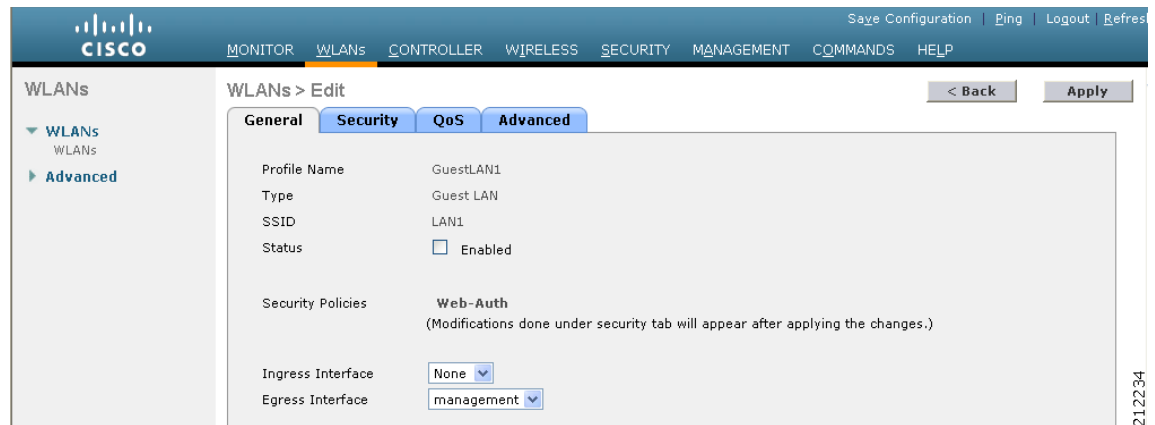 Save Configuration | Ping | Logout | Refres
CISCO
MONITOR WLANs CONTROLLER WIRELESS SECURITY MANAGEMENT COMMANDS HELP
WLANs
WLANs
WLANs
Advanced
WLANs > Edit
< Back
Apply
General Security QoS Advanced
Profile Name GuestLAN1
Type Guest LAN
SSID LAN1
Status Enabled
Security Policies Web-Auth
(Modifications done under security tab will appear after applying the changes.)
Ingress Interface None
Egress Interface management
212234